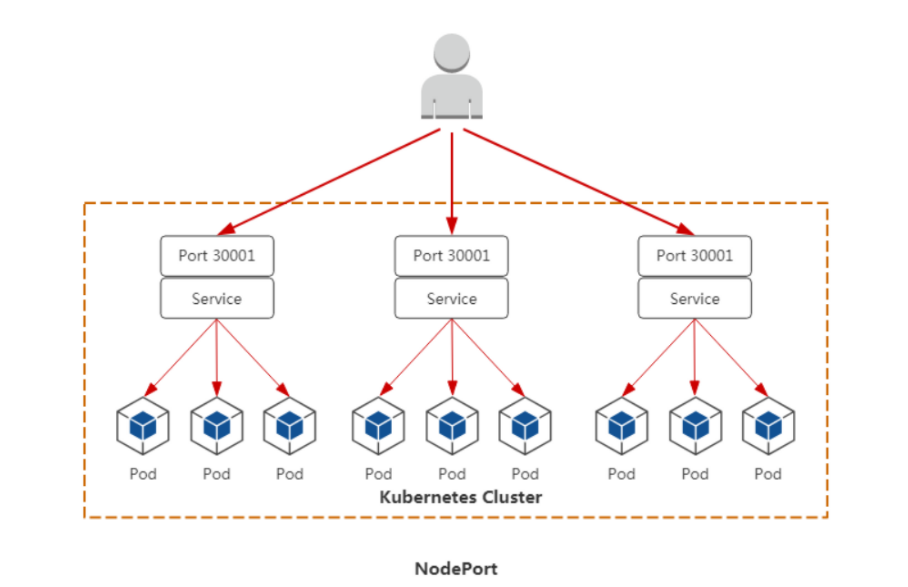 Port 30001 Port 30001 Port 30001
Service Service Service
Pod Pod Pod Pod Pod Pod Pod Pod Pod
Kubernetes Cluster
NodePort